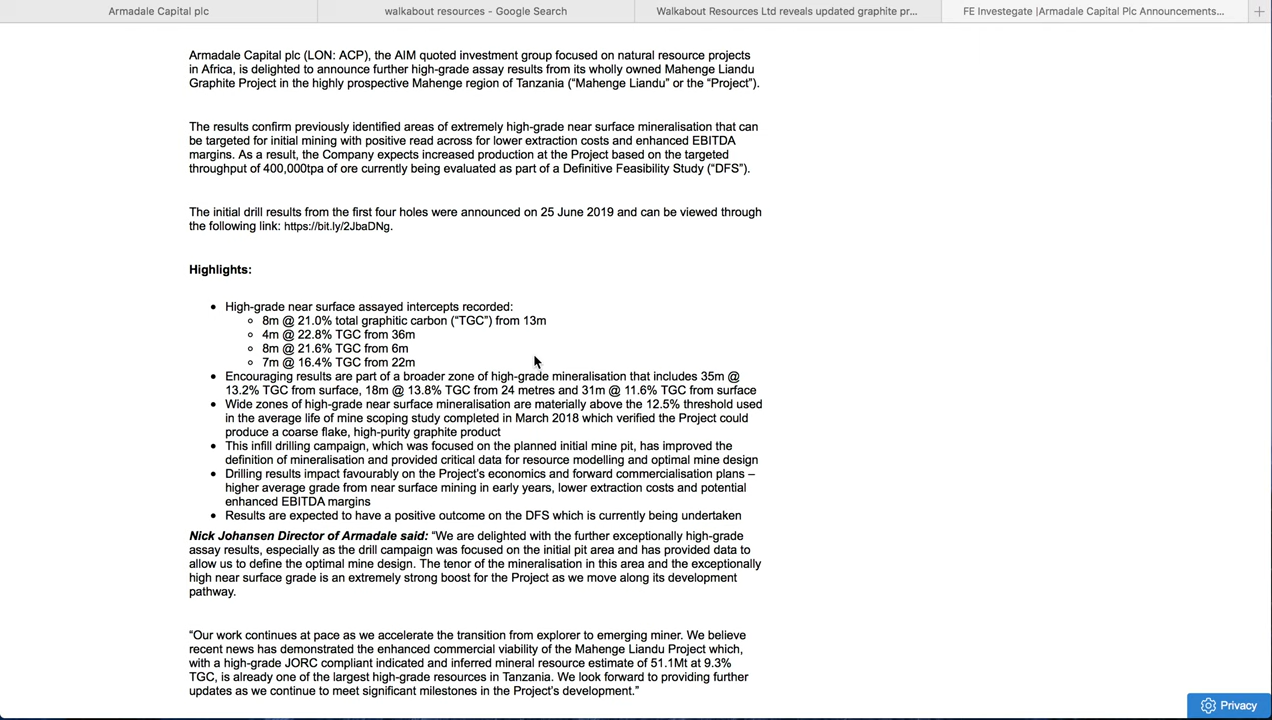 Armadale Capital plc
walkabout resources - Google Search
Walkabout Resources Ltd reveals updated graphite pr...
FE Investegate |Armadale Capital Plc Announcements...
Armadale Capital plc (LON: ACP), the AIM quoted investment group focused on natural resource projects
in Africa, is delighted to announce further high-grade assay results from its wholly owned Mahenge Liandu
Graphite Project in the highly prospective Mahenge region of Tanzania (“Mahenge Liandu” or the “Project”).
The results confirm previously identified areas of extremely high-grade near surface mineralisation that can
be targeted for initial mining with positive read across for lower extraction costs and enhanced EBITDA
margins. As a result, the Company expects increased production at the Project based on the targeted
throughput of 400,000tpa of ore currently being evaluated as part of a Definitive Feasibility Study (“DFS”).
The initial drill results from the first four holes were announced on 25 June 2019 and can be viewed through
the following link: https://bit.ly/2JbaDNg.
Highlights:
• High-grade near surface assayed intercepts recorded:
○ 8m @ 21.0% total graphitic carbon (“TGC”) from 13m
○ 4m @ 22.8% TGC from 36m
○ 8m @ 21.6% TGC from 6m
○ 7m @ 16.4% TGC from 22m
• Encouraging results are part of a broader zone of high-grade mineralisation that includes 35m @
13.2% TGC from surface, 18m @ 13.8% TGC from 24 metres and 31m @ 11.6% TGC from surface
• Wide zones of high-grade near surface mineralisation are materially above the 12.5% threshold used
in the average life of mine scoping study completed in March 2018 which verified the Project could
produce a coarse flake, high-purity graphite product
• This infill drilling campaign, which was focused on the planned initial mine pit, has improved the
definition of mineralisation and provided critical data for resource modelling and optimal mine design
• Drilling results impact favourably on the Project’s economics and forward commercialisation plans –
higher average grade from near surface mining in early years, lower extraction costs and potential
enhanced EBITDA margins
• Results are expected to have a positive outcome on the DFS which is currently being undertaken
Nick Johansen Director of Armadale said: “We are delighted with the further exceptionally high-grade
assay results, especially as the drill campaign was focused on the initial pit area and has provided data to
allow us to define the optimal mine design. The tenor of the mineralisation in this area and the exceptionally
high near surface grade is an extremely strong boost for the Project as we move along its development
pathway.
“Our work continues at pace as we accelerate the transition from explorer to emerging miner. We believe
recent news has demonstrated the enhanced commercial viability of the Mahenge Liandu Project which,
with a high-grade JORC compliant indicated and inferred mineral resource estimate of 51.1Mt at 9.3%
TGC, is already one of the largest high-grade resources in Tanzania. We look forward to providing further
updates as we continue to meet significant milestones in the Project’s development.”
Privacy